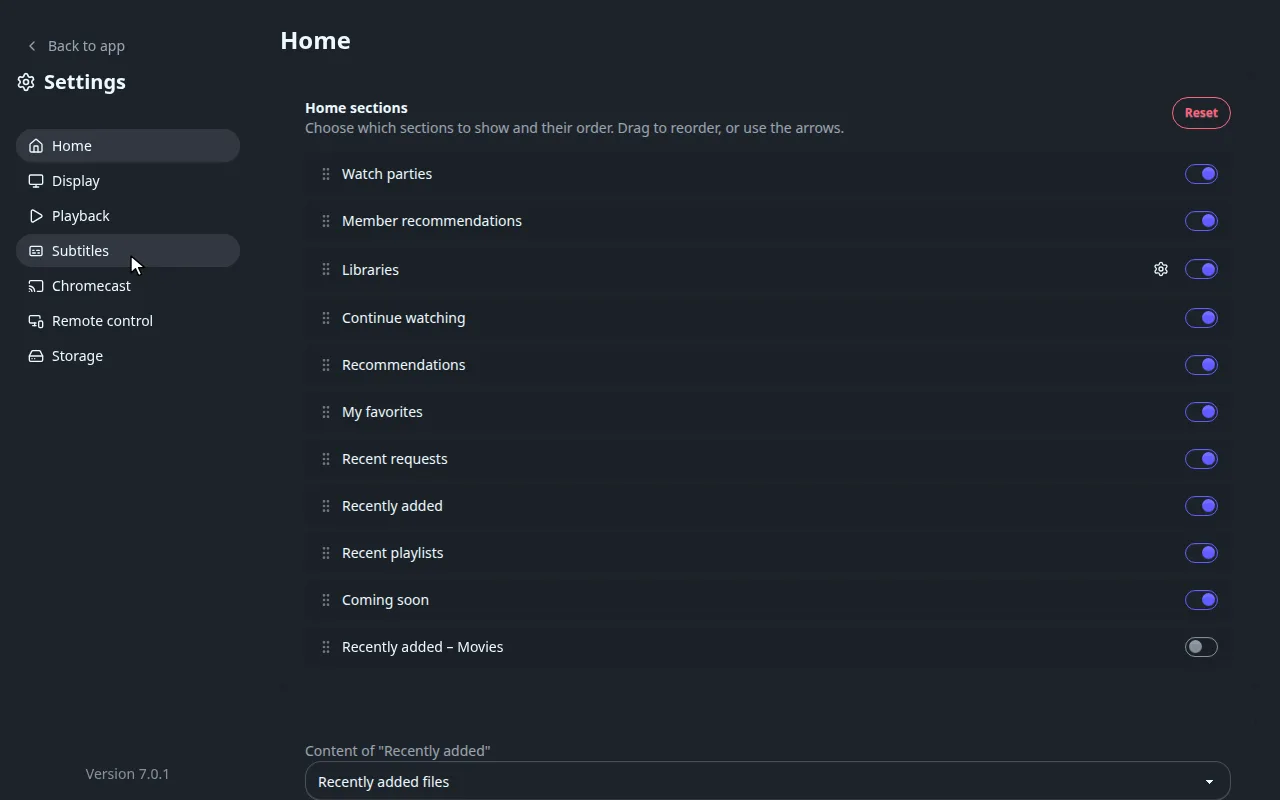 Back to app
Settings
Home
Display
Playback
Subtitles
Chromecast
Remote control
Storage
Version 7.0.1
Home
Home sections
Choose which sections to show and their order. Drag to reorder, or use the arrows.
Reset
Watch parties
Member recommendations
Libraries
Continue watching
Recommendations
My favorites
Recent requests
Recently added
Recent playlists
Coming soon
Recently added – Movies
Content of "Recently added"
Recently added files